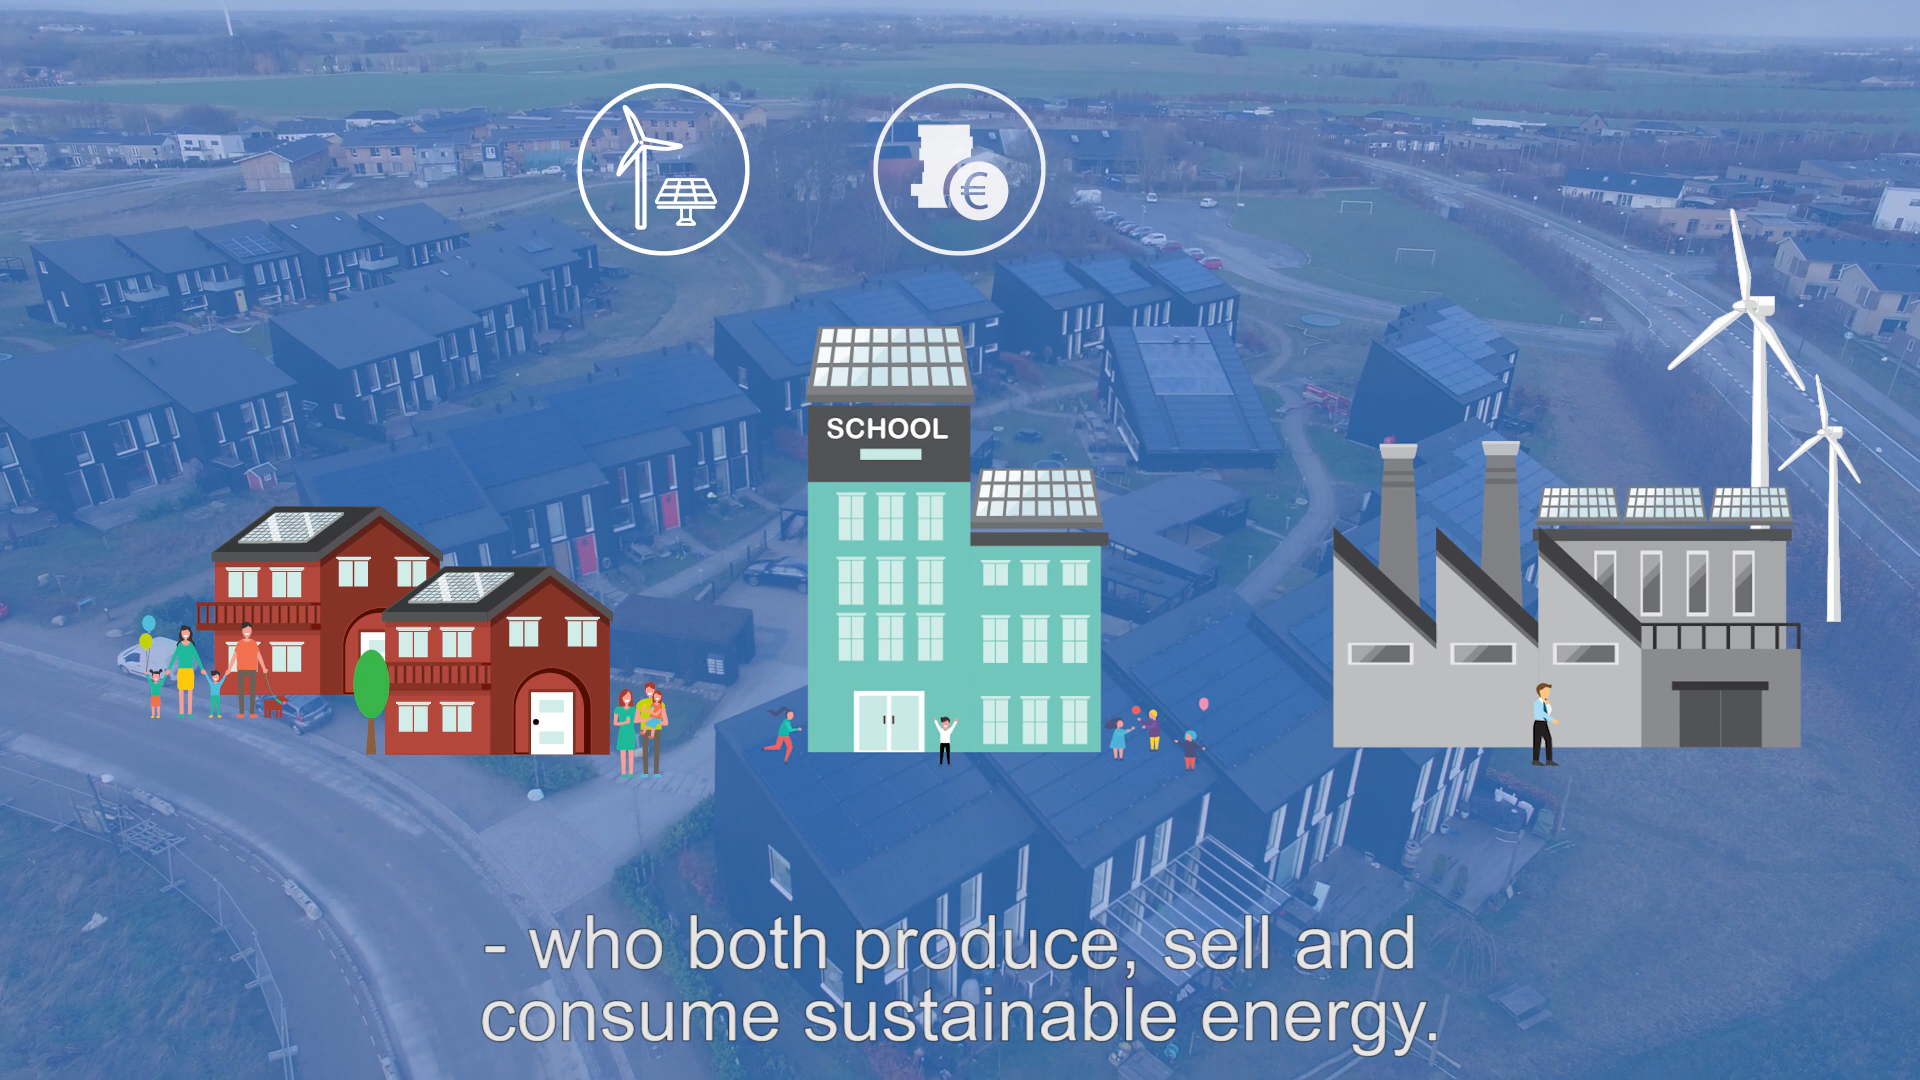 €
SCHOOL
- who both produce, sell and
consume sustainable energy.